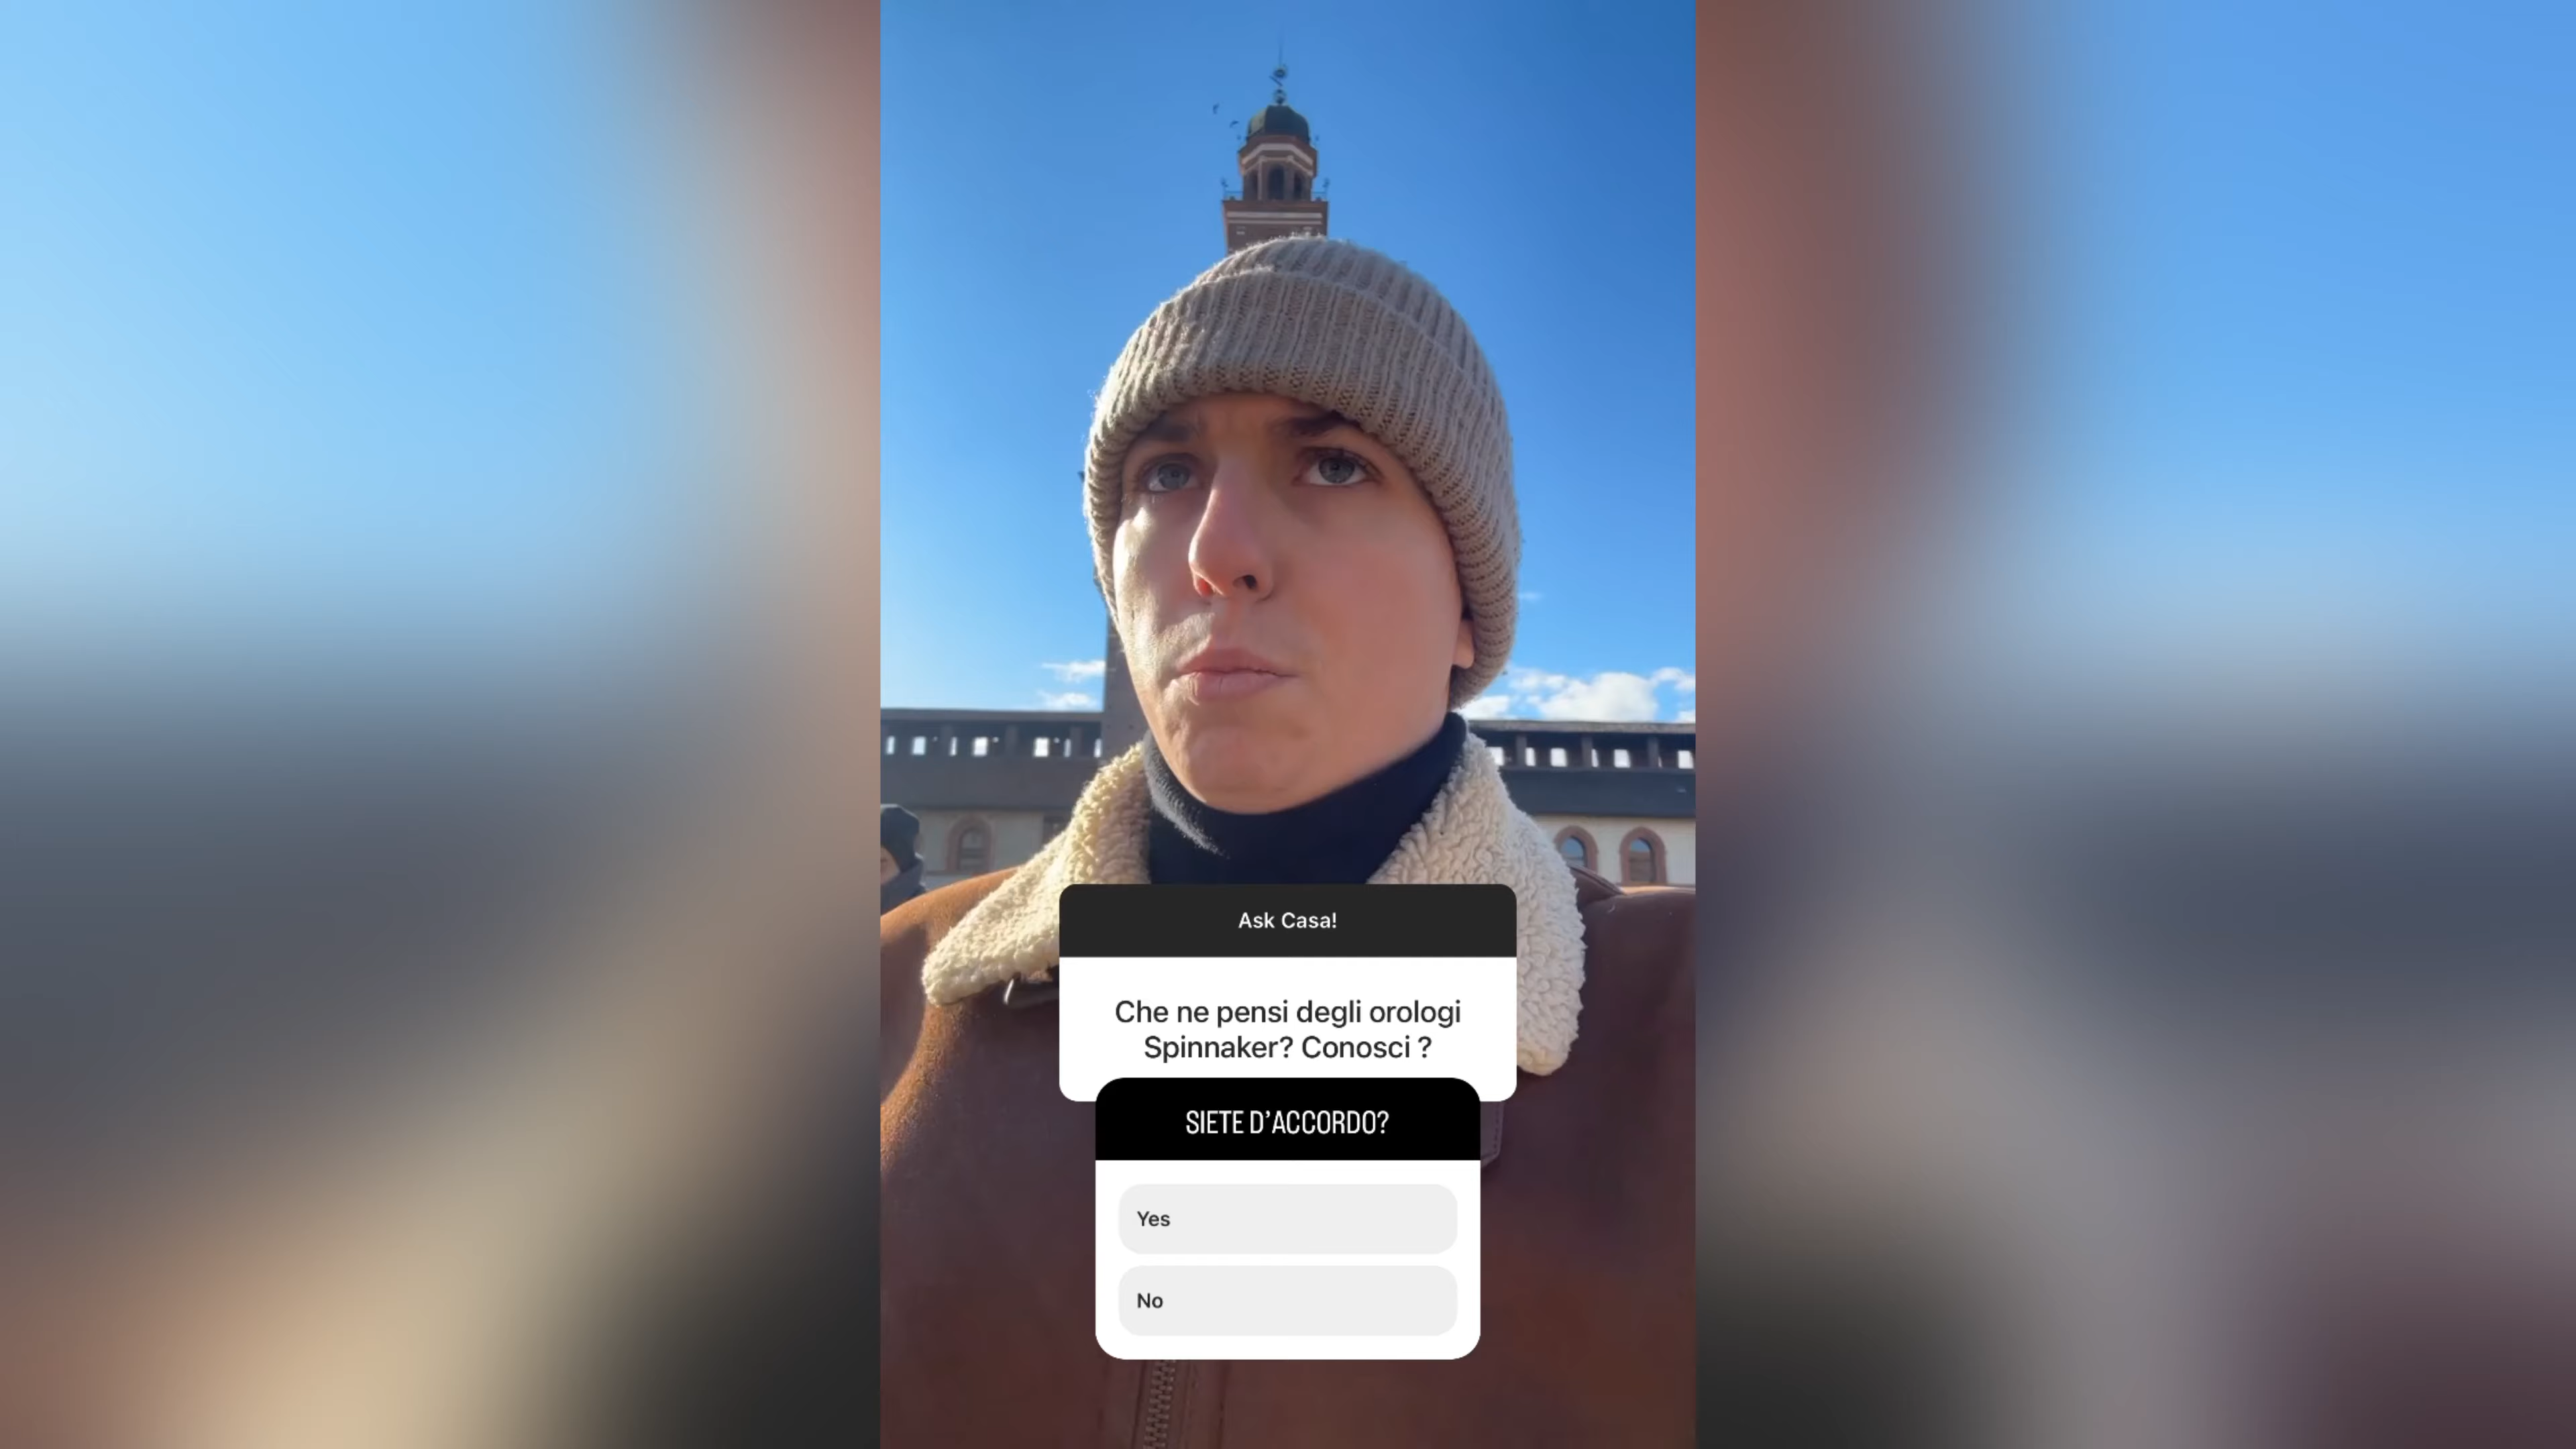 Ask Casa!
Che ne pensi degli orologi
Spinnaker? Conosci ?
SIETE D'ACCORDO?
Yes
No